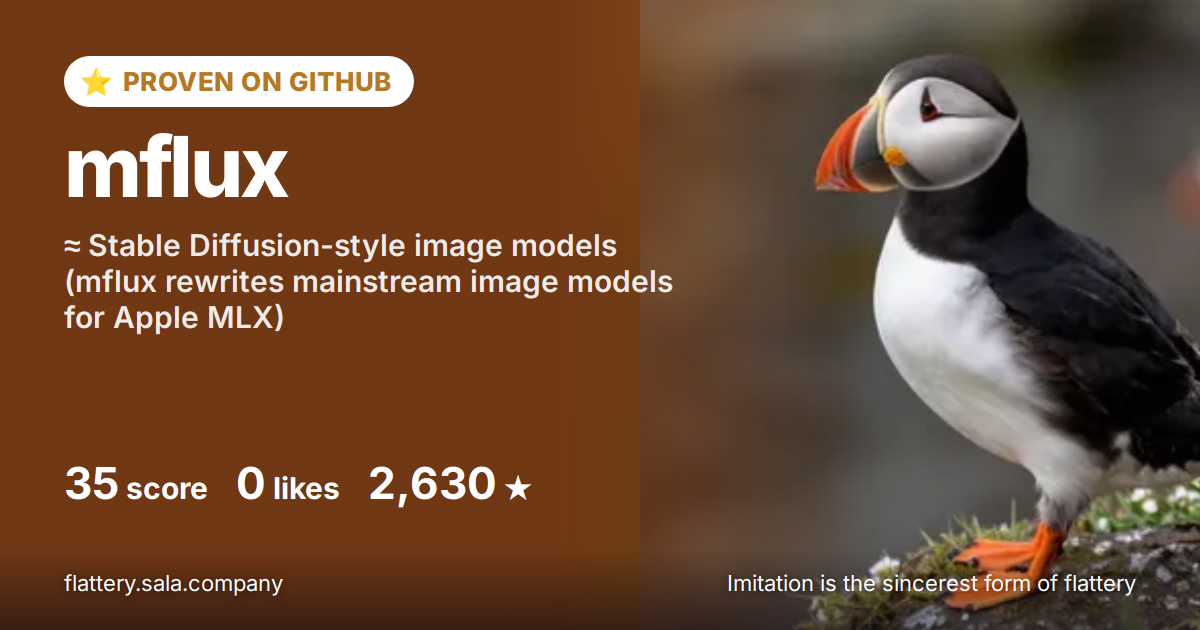 ⭐ PROVEN ON GITHUB
mflux
≈ Stable Diffusion-style image models
(mflux rewrites mainstream image models
for Apple MLX)
35 score 0 likes 2,630 ★
flattery.sala.company
Imitation is the sincerest form of flattery